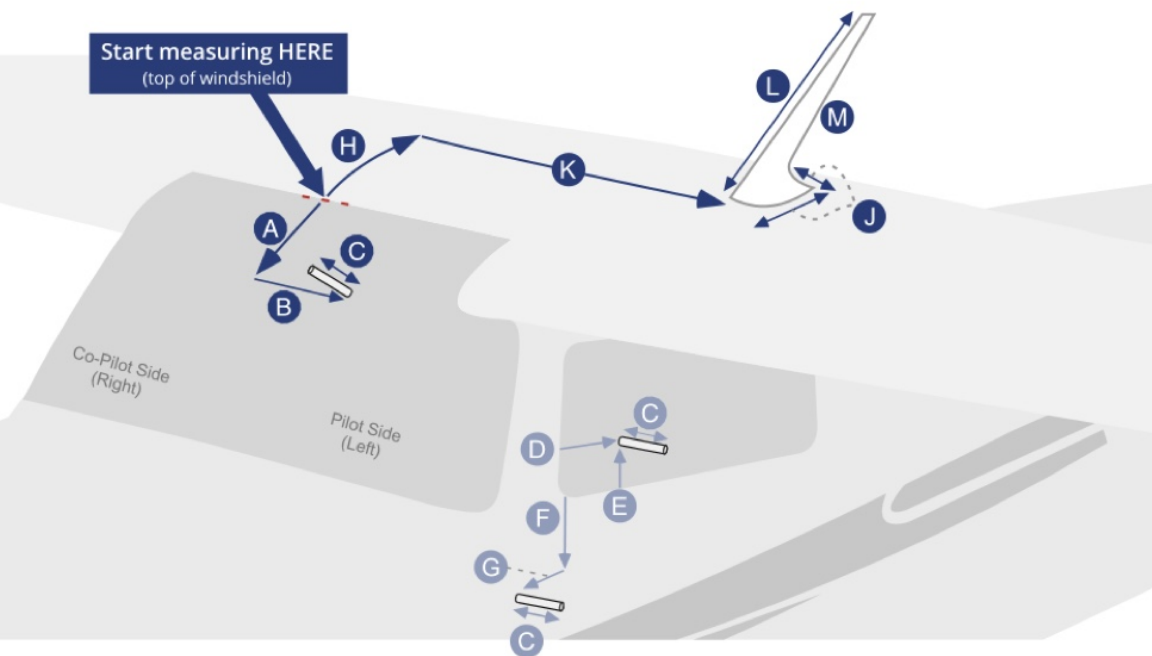 Start measuring HERE
(top of windshield)
L
M
H
K
J
A
C
B
Co-Pilot Side
(Right)
Pilot Side
(Left)
C
D
E
F
G
C